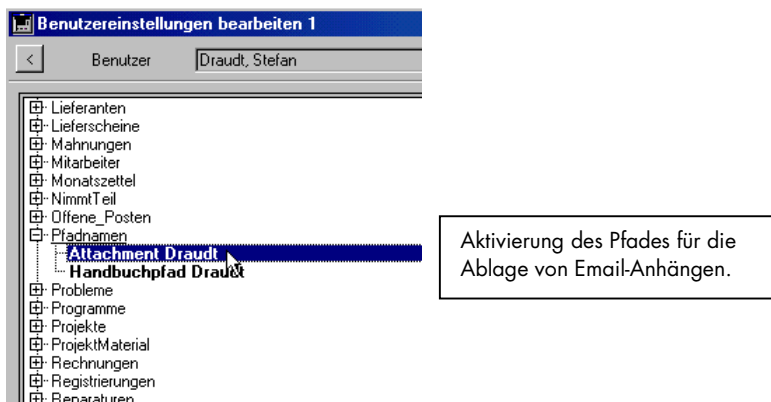 Benutzereinstellungen bearbeiten 1
< Benutzer Draudt, Stefan
Lieferanten
Lieferscheine
Mahnungen
Mitarbeiter
Monatszettel
NimmtTeil
Offene_Posten
Pfadnamen
Attachment Draudt
Handbuchpfad Draudt
Probleme
Programme
Projekte
ProjektMaterial
Rechnungen
Registrierungen
Reparaturen
Aktivierung des Pfades für die
Ablage von Email-Anhängen.